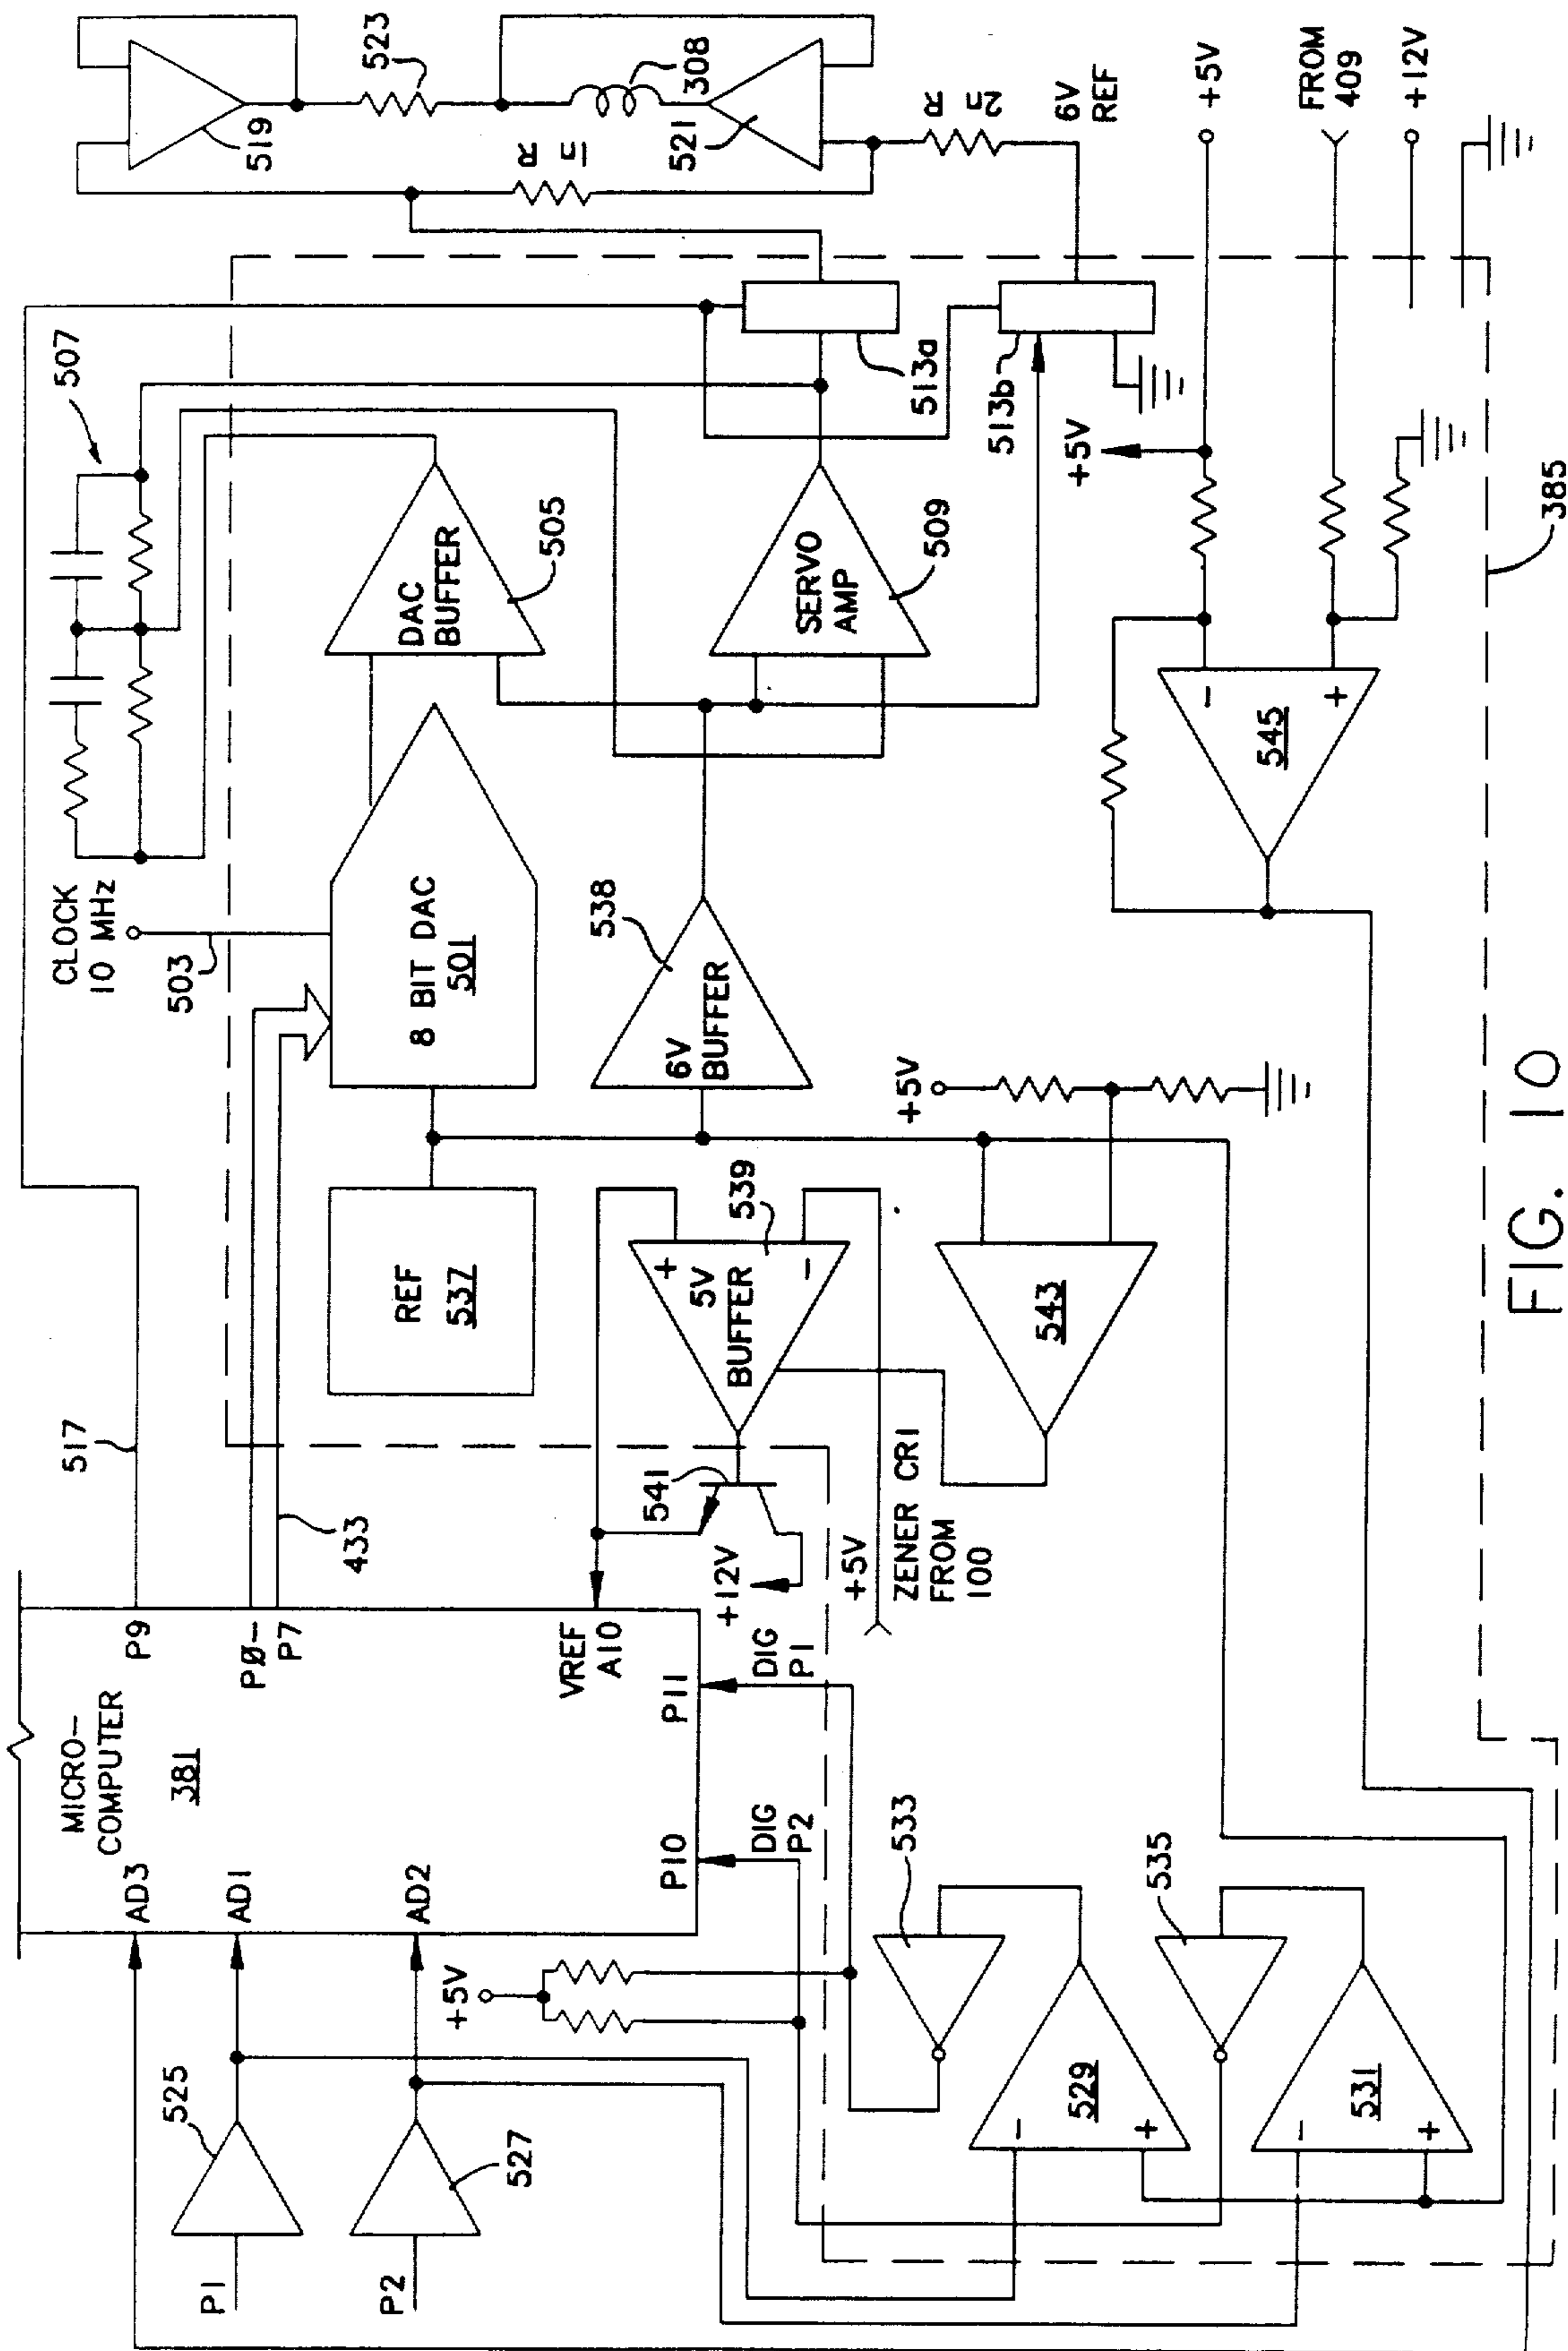 MICRO-
COMPUTER
381
AD3
AD1
AD2
P9
PØ-
P7
VREF
A10
P10
P11
DIG
P2
DIG
P1
525
P1
527
P2
+5V
517
433
CLOCK
10 MHz
503
507
REF
537
8 BIT DAC
501
DAC
BUFFER
505
6V
BUFFER
538
SERVO
AMP
509
513a
513b
519
523
308
521
R
1n
R
2n
6V
REF
+5V
FROM
409
+12V
541
+12V
+5V
ZENER CR1
FROM
100
+
5V
BUFFER
-
539
543
+5V
+5V
-
+
545
385
533
529
-
+
535
531
-
+
FIG. 10